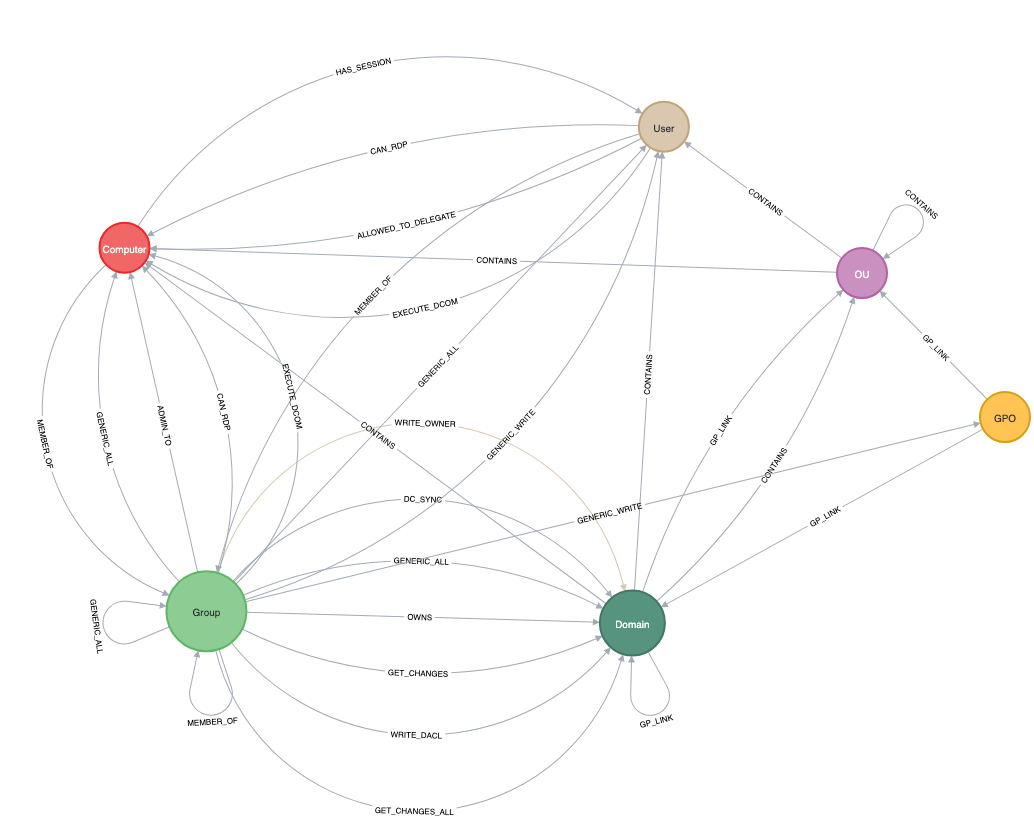 HAS_SESSION
User
CAN_RDP
CONTAINS
CONTAINS
ALLOWED_TO_DELEGATE
Computer
CONTAINS
OU
MEMBER_OF
EXECUTE_DCOM
GP_LINK
GENERIC_ALL
EXECUTE_DCOM
CONTAINS
MEMBER_OF
GENERIC_ALL
ADMIN_TO
CAN_RDP
WRITE_OWNER
CONTAINS
GENERIC_WRITE
GP_LINK
GPO
CONTAINS
DC_SYNC
GENERIC_WRITE
GP_LINK
GENERIC_ALL
Group
OWNS
Domain
GENERIC_ALL
GET_CHANGES
MEMBER_OF
GP_LINK
WRITE_DACL
GET_CHANGES_ALL